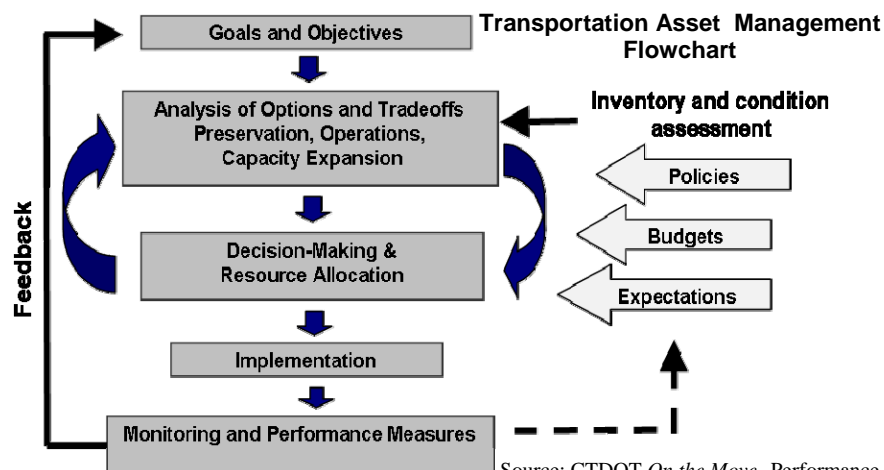 Transportation Asset Management
Flowchart
Goals and Objectives
Analysis of Options and Tradeoffs
Preservation, Operations,
Capacity Expansion
Inventory and condition
assessment
Policies
Budgets
Expectations
Decision-Making &
Resource Allocation
Implementation
Monitoring and Performance Measures
Feedback
Source: CTDOT On the Move, Performance